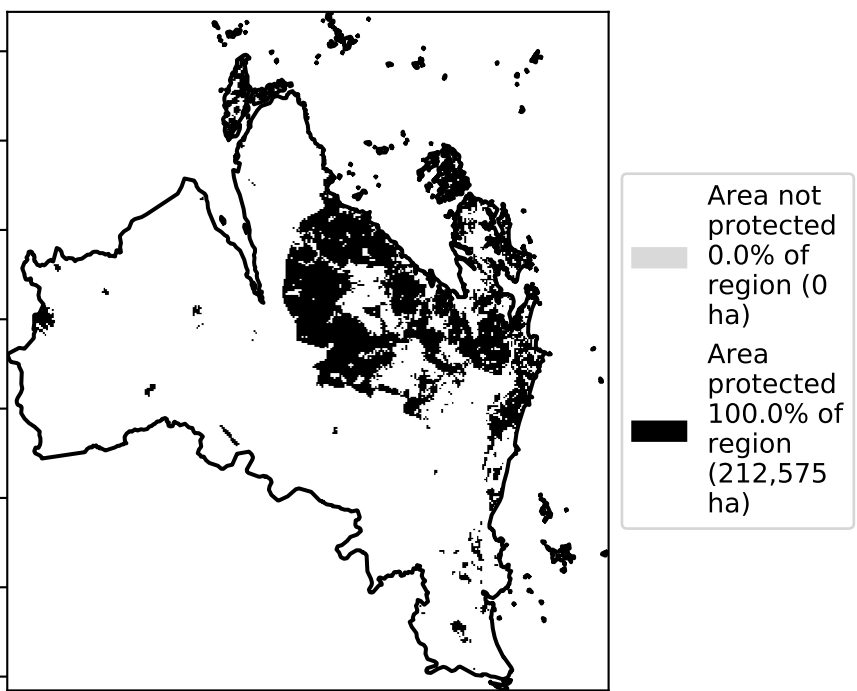 Area not
protected
0.0% of
region (0
ha)
Area
protected
100.0% of
region
(212,575
ha)